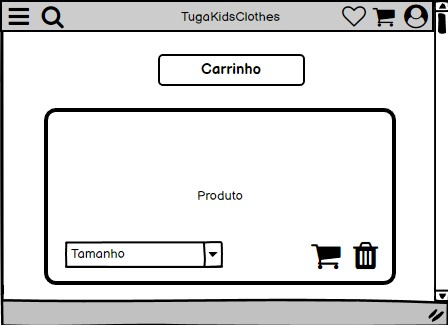 TugaKidsClothes
Carrinho
Produto
Tamanho